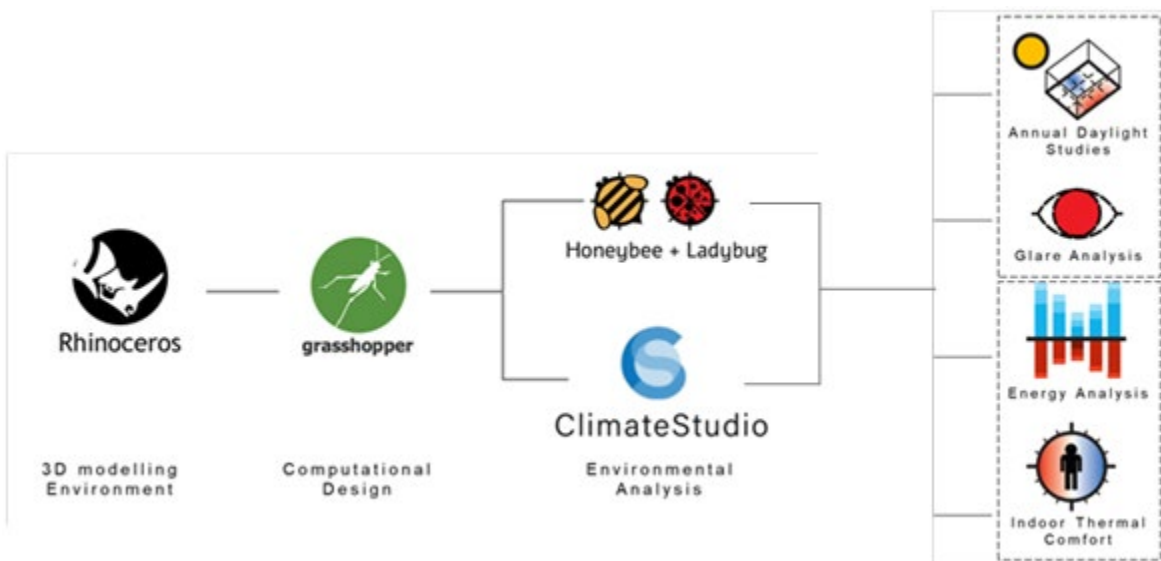 Rhinoceros
3D modelling
Environment
grasshopper
Computational
Design
Honeybee + Ladybug
ClimateStudio
Environmental
Analysis
Annual Daylight
Studies
Glare Analysis
Energy Analysis
Indoor Thermal
Comfort